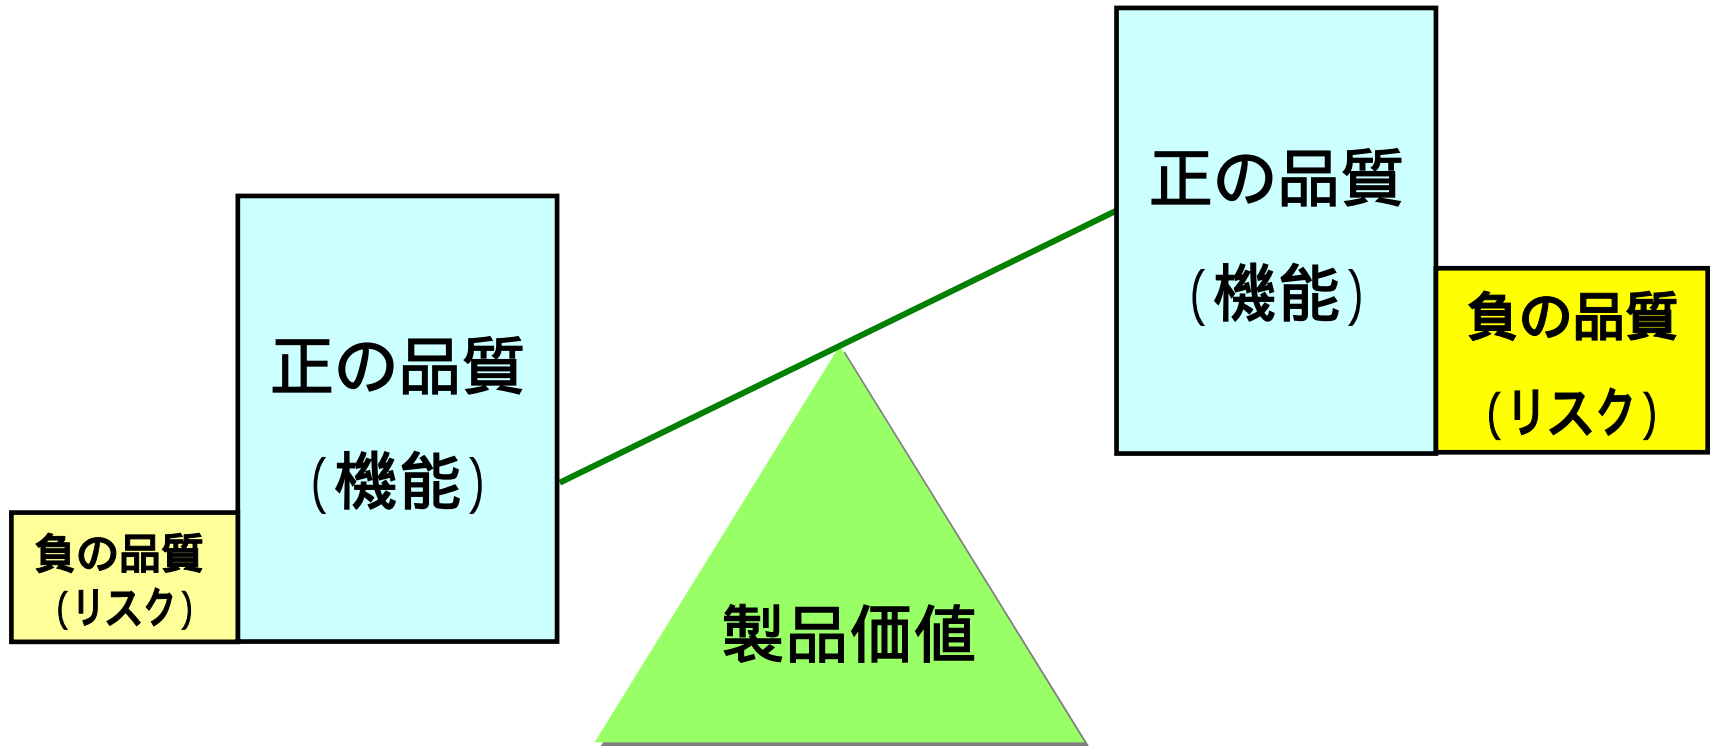 正の品質
(機能)
負の品質
(リスク)
製品価値
正の品質
(機能)
負の品質
(リスク)